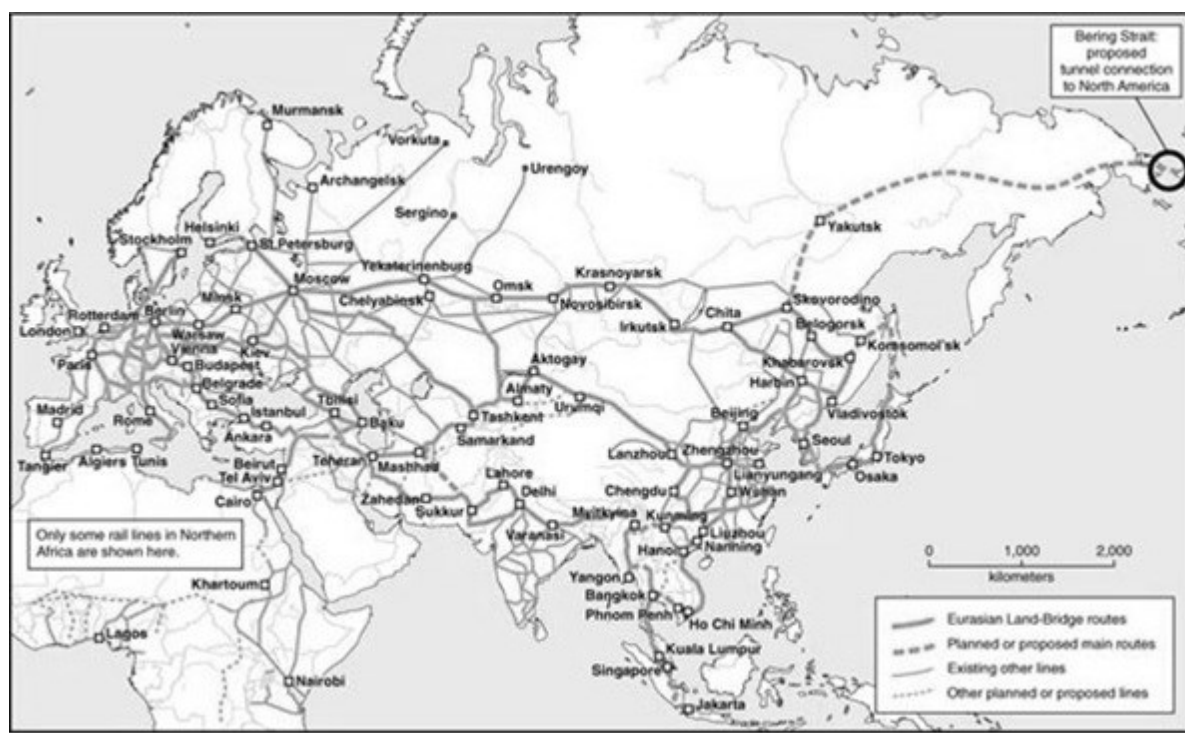 Bering Strait:
proposed
tunnel connection
to North America
Murmansk
Vorkuta
Urengoy
Archangelsk
Sergino
Yakutsk
Helsinki
Stockholm
St.Petersburg
Yekaterinenburg
Krasnoyarsk
Moscow
Omsk
Skovorodino
Minsk
Chelyabinsk
Novosibirsk
Chita
Rotterdam
Berlin
Irkutsk
Belogorsk
London
Warsaw
Komsomol'sk
Vienna
Kiev
Paris
Budapest
Aktogay
Khabarovsk
Belgrade
Almaty
Harbin
Madrid
Sofia
Tbilisi
Urumqi
Rome
Istanbul
Tashkent
Beijing
Vladivostok
Ankara
Baku
Samarkand
Seoul
Tangier
Algiers
Tunis
Beirut
Teheran
Mashhad
Lanzhou
Zhengzhou
Tokyo
Tel Aviv
Lahore
Lianyungang
Osaka
Cairo
Zahedan
Delhi
Chengdu
Wuhan
Sukkur
Myitkyina
Kunming
Only some rail lines in Northern
Africa are shown here.
Varanasi
Liuzhou
Hanoi
Nanning
0
1,000
2,000
kilometers
Khartoum
Yangon
Bangkok
Phnom Penh
Ho Chi Minh
Eurasian Land-Bridge routes
Lagos
Kuala Lumpur
Planned or proposed main routes
Singapore
Existing other lines
Nairobi
Other planned or proposed lines
Jakarta